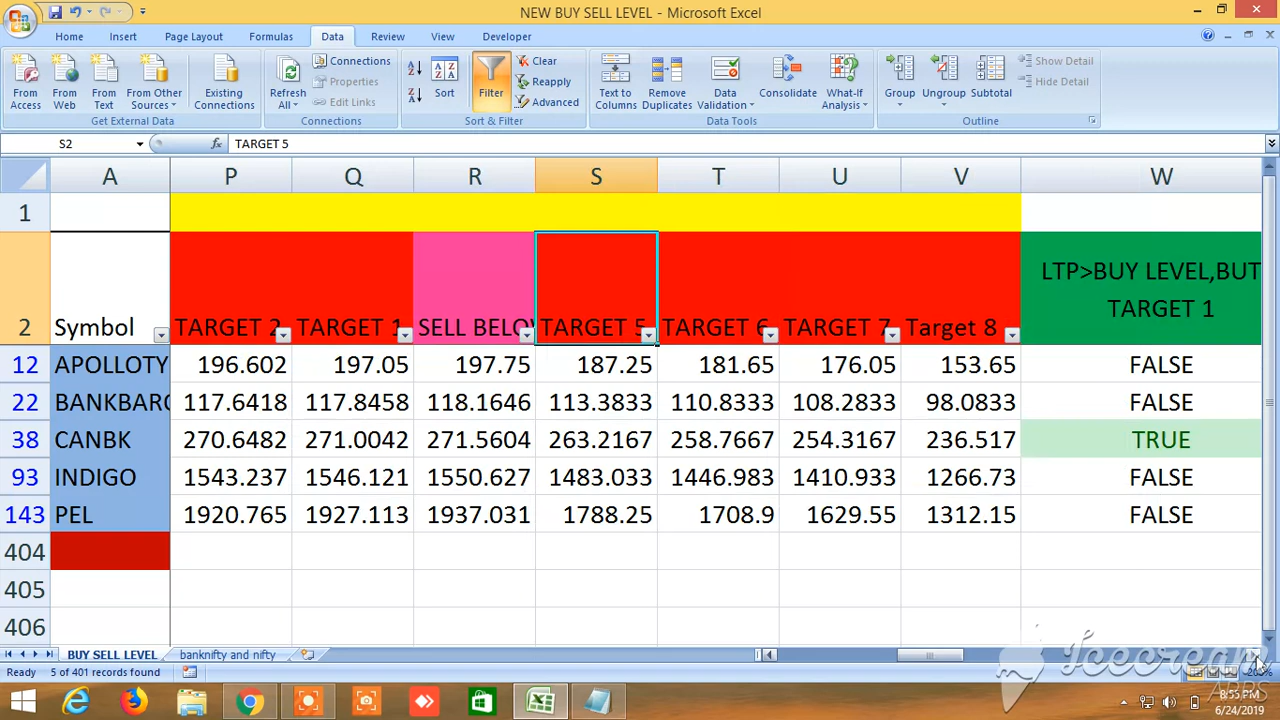 NEW BUY SELL LEVEL - Microsoft Excel
Home Insert Page Layout Formulas Data Review View Developer
From Access
From Web
From Text
From Other Sources
Existing Connections
Get External Data
Refresh All
Connections
Properties
Edit Links
Connections
Sort
Filter
Clear
Reapply
Advanced
Sort & Filter
Text to Columns
Remove Duplicates
Data Validation
Consolidate
What-If Analysis
Data Tools
Group
Ungroup
Subtotal
Show Detail
Hide Detail
Outline
S2 fx TARGET 5
A P Q R S T U V W
1
2 Symbol TARGET 2 TARGET 1 SELL BELOW TARGET 5 TARGET 6 TARGET 7 Target 8 LTP>BUY LEVEL,BUT
TARGET 1
12 APOLLOTY 196.602 197.05 197.75 187.25 181.65 176.05 153.65 FALSE
22 BANKBARO 117.6418 117.8458 118.1646 113.3833 110.8333 108.2833 98.0833 FALSE
38 CANBK 270.6482 271.0042 271.5604 263.2167 258.7667 254.3167 236.517 TRUE
93 INDIGO 1543.237 1546.121 1550.627 1483.033 1446.983 1410.933 1266.73 FALSE
143 PEL 1920.765 1927.113 1937.031 1788.25 1708.9 1629.55 1312.15 FALSE
404
405
406
BUY SELL LEVEL banknifty and nifty
Ready 5 of 401 records found
Icecream
APPS
8:55 PM
6/24/2019